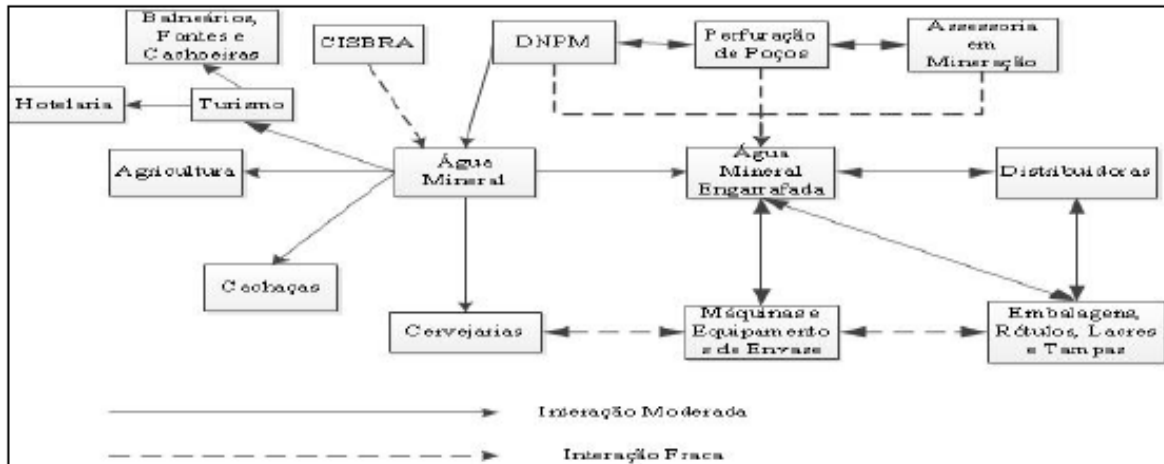 Balneários,
Fontes e
Cachoeiras
CISBRA
DNPM
Perfuração
de Poços
Assessoria
em
Mineração
Hotelaria
Turismo
Agricultura
Água
Mineral
Água
Mineral
Engarrafada
Distribuidoras
Cachaças
Cervejarias
Máquinas e
Equipamento
s de Envase
Embalagens,
Rótulos, Lacres
e Tampas
Interação Moderada
Interação Fraca